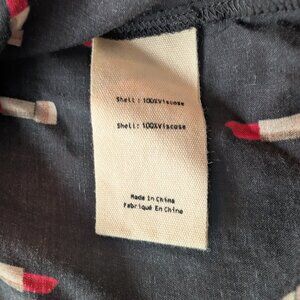 Shell: 100%Viscose
Shell: 100%Viscose
Made In China
Fabriqué En Chine